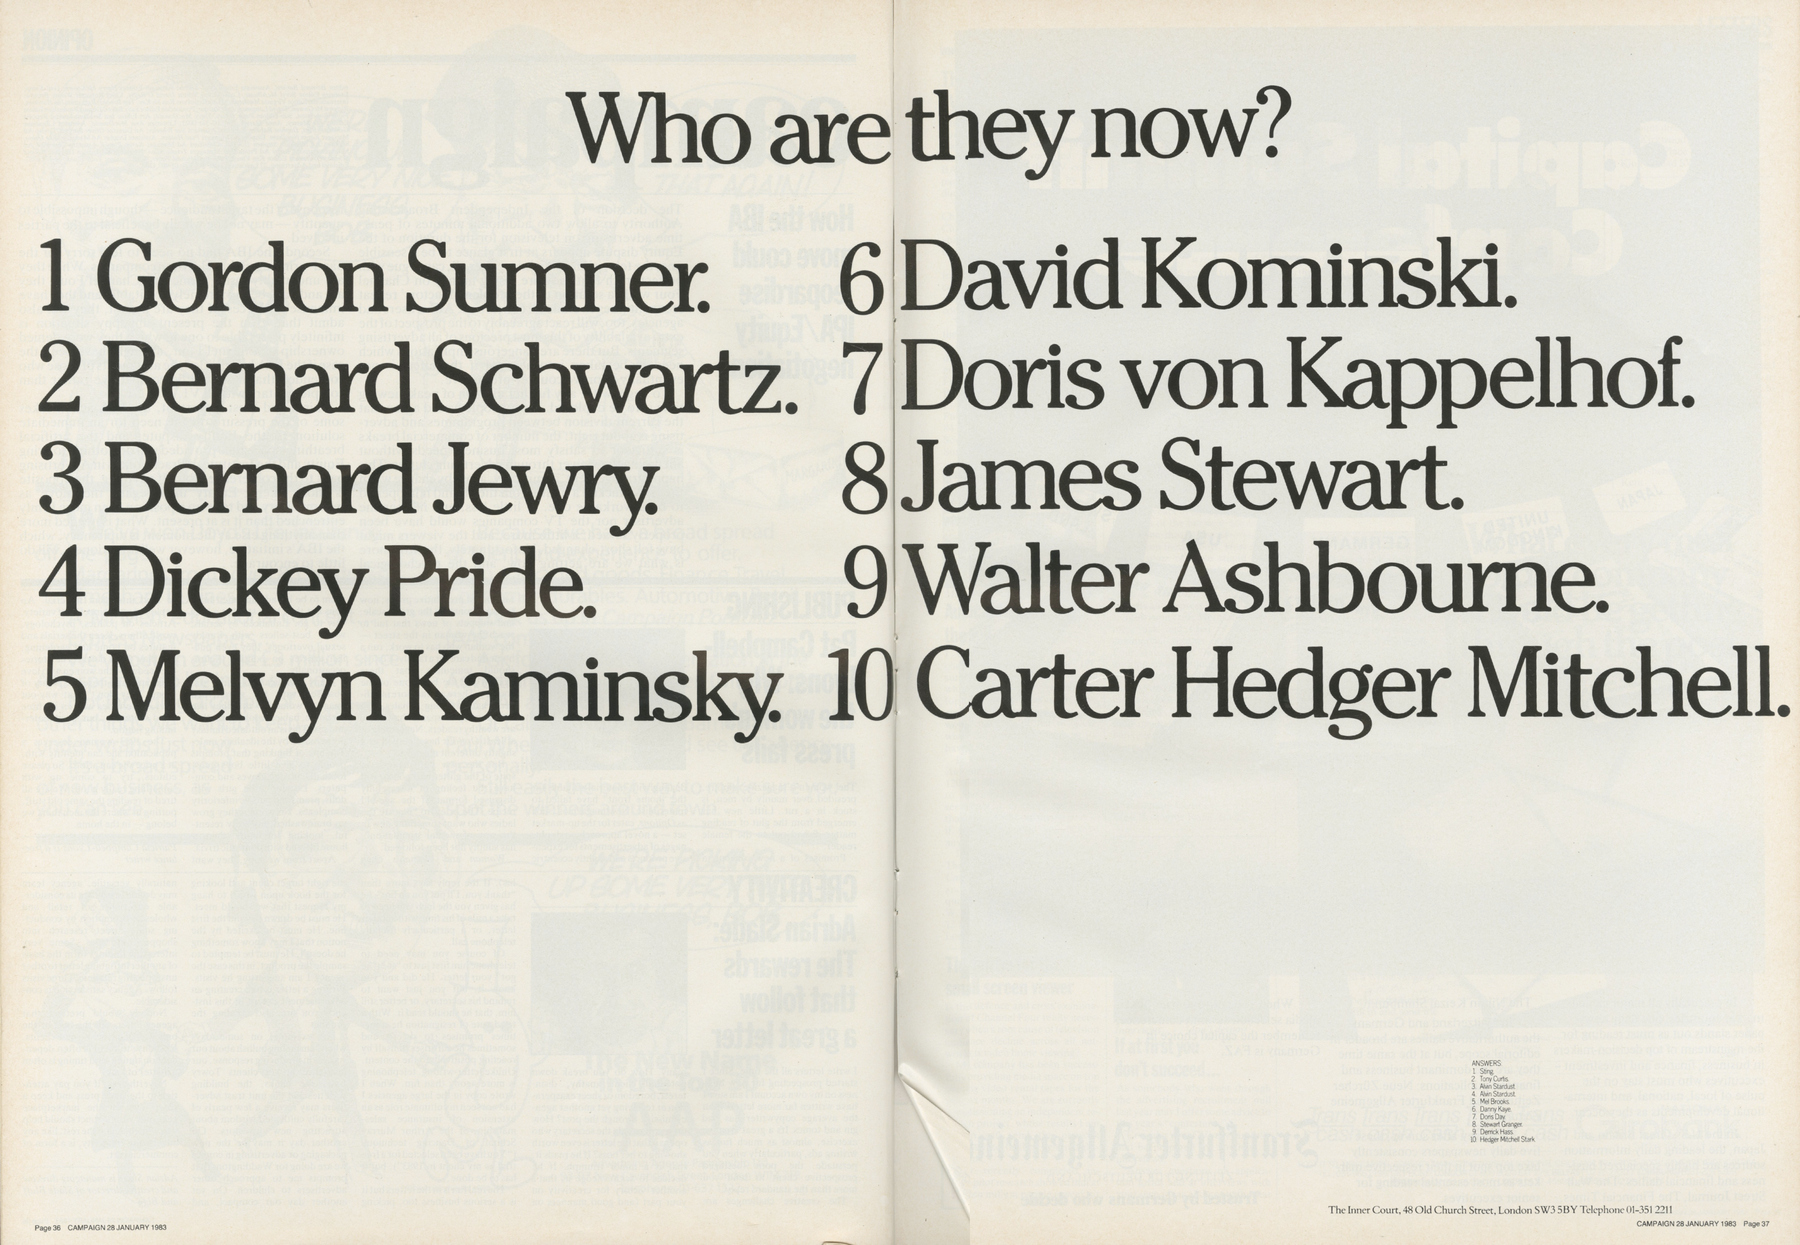 Who are they now?
1 Gordon Sumner.
2 Bernard Schwartz.
3 Bernard Jewry.
4 Dickey Pride.
5 Melvyn Kaminsky.
6 David Kominski.
7 Doris von Kappelhof.
8 James Stewart.
9 Walter Ashbourne.
10 Carter Hedger Mitchell.
ANSWERS
1 Sting.
2. Tony Curtis.
3. Alvin Stardust.
4. Alvin Stardust.
5 Mel Brooks.
6. Danny Kaye.
7 Doris Day.
8. Stewart Granger.
9. Derrick Hass.
10 Hedger Mitchell Stark
The Inner Court, 48 Old Church Street, London SW3 5BY Telephone 01-351 2211
Page 36 CAMPAIGN 28 JANUARY 1983
CAMPAIGN 28 JANUARY 1983 Page 37